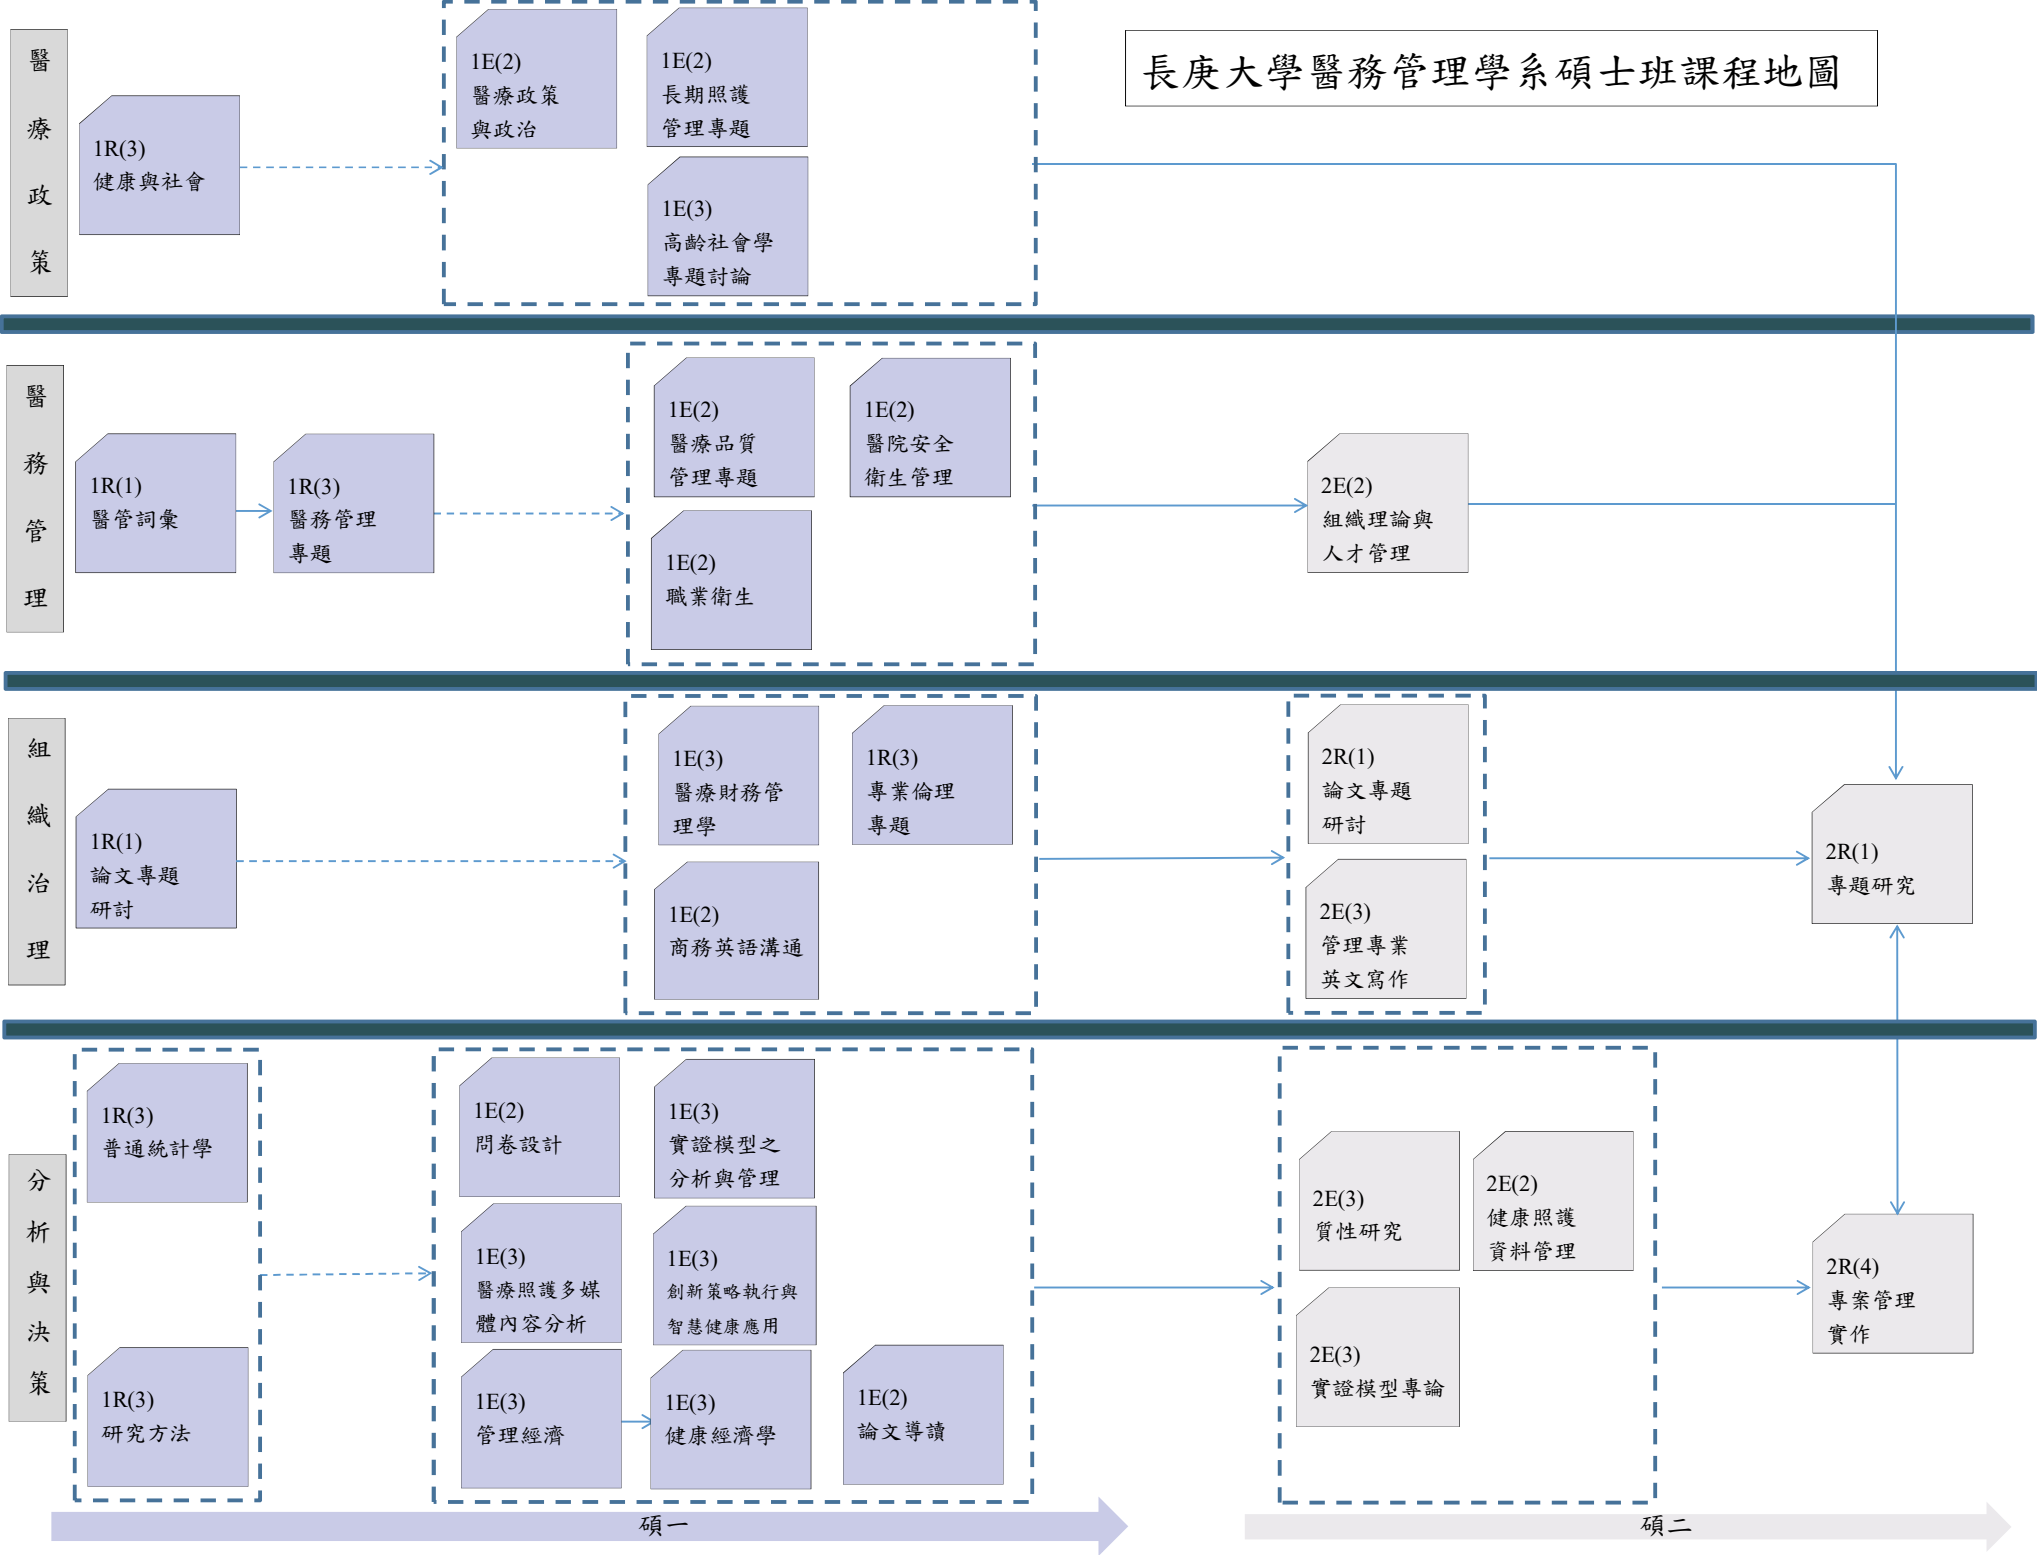 長庚大學醫務管理學系碩士班課程地圖
醫
療
政
策
1R(3)
健康與社會
1E(2)
醫療政策
與政治
1E(2)
長期照護
管理專題
1E(3)
高齡社會學
專題討論
醫
務
管
理
1R(1)
醫管詞彙
1R(3)
醫務管理
專題
1E(2)
醫療品質
管理專題
1E(2)
醫院安全
衛生管理
1E(2)
職業衛生
2E(2)
組織理論與
人才管理
組
織
治
理
1R(1)
論文專題
研討
1E(3)
醫療財務管
理學
1R(3)
專業倫理
專題
1E(2)
商務英語溝通
2R(1)
論文專題
研討
2E(3)
管理專業
英文寫作
2R(1)
專題研究
分
析
與
決
策
1R(3)
普通統計學
1R(3)
研究方法
1E(2)
問卷設計
1E(3)
實證模型之
分析與管理
1E(3)
醫療照護多媒
體內容分析
1E(3)
創新策略執行與
智慧健康應用
1E(3)
管理經濟
1E(3)
健康經濟學
1E(2)
論文導讀
2E(3)
質性研究
2E(2)
健康照護
資料管理
2E(3)
實證模型專論
2R(4)
專案管理
實作
碩一
碩二